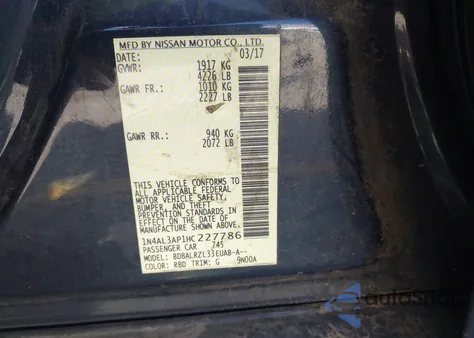 MFD BY NISSAN MOTOR CO., LTD.
DATE: 03/17
GVWR: 1917 KG
4226 LB
GAWR FR.: 1010 KG
2227 LB
GAWR RR.: 940 KG
2072 LB
THIS VEHICLE CONFORMS TO
ALL APPLICABLE FEDERAL
MOTOR VEHICLE SAFETY,
BUMPER, AND THEFT
PREVENTION STANDARDS IN
EFFECT ON THE DATE OF
MANUFACTURE SHOWN ABOVE.
1N4AL3AP1HC227786
PASSENGER CAR 745
MODEL: BDBALRZL33EUAB-A--
COLOR: RBD TRIM: G 9N00A